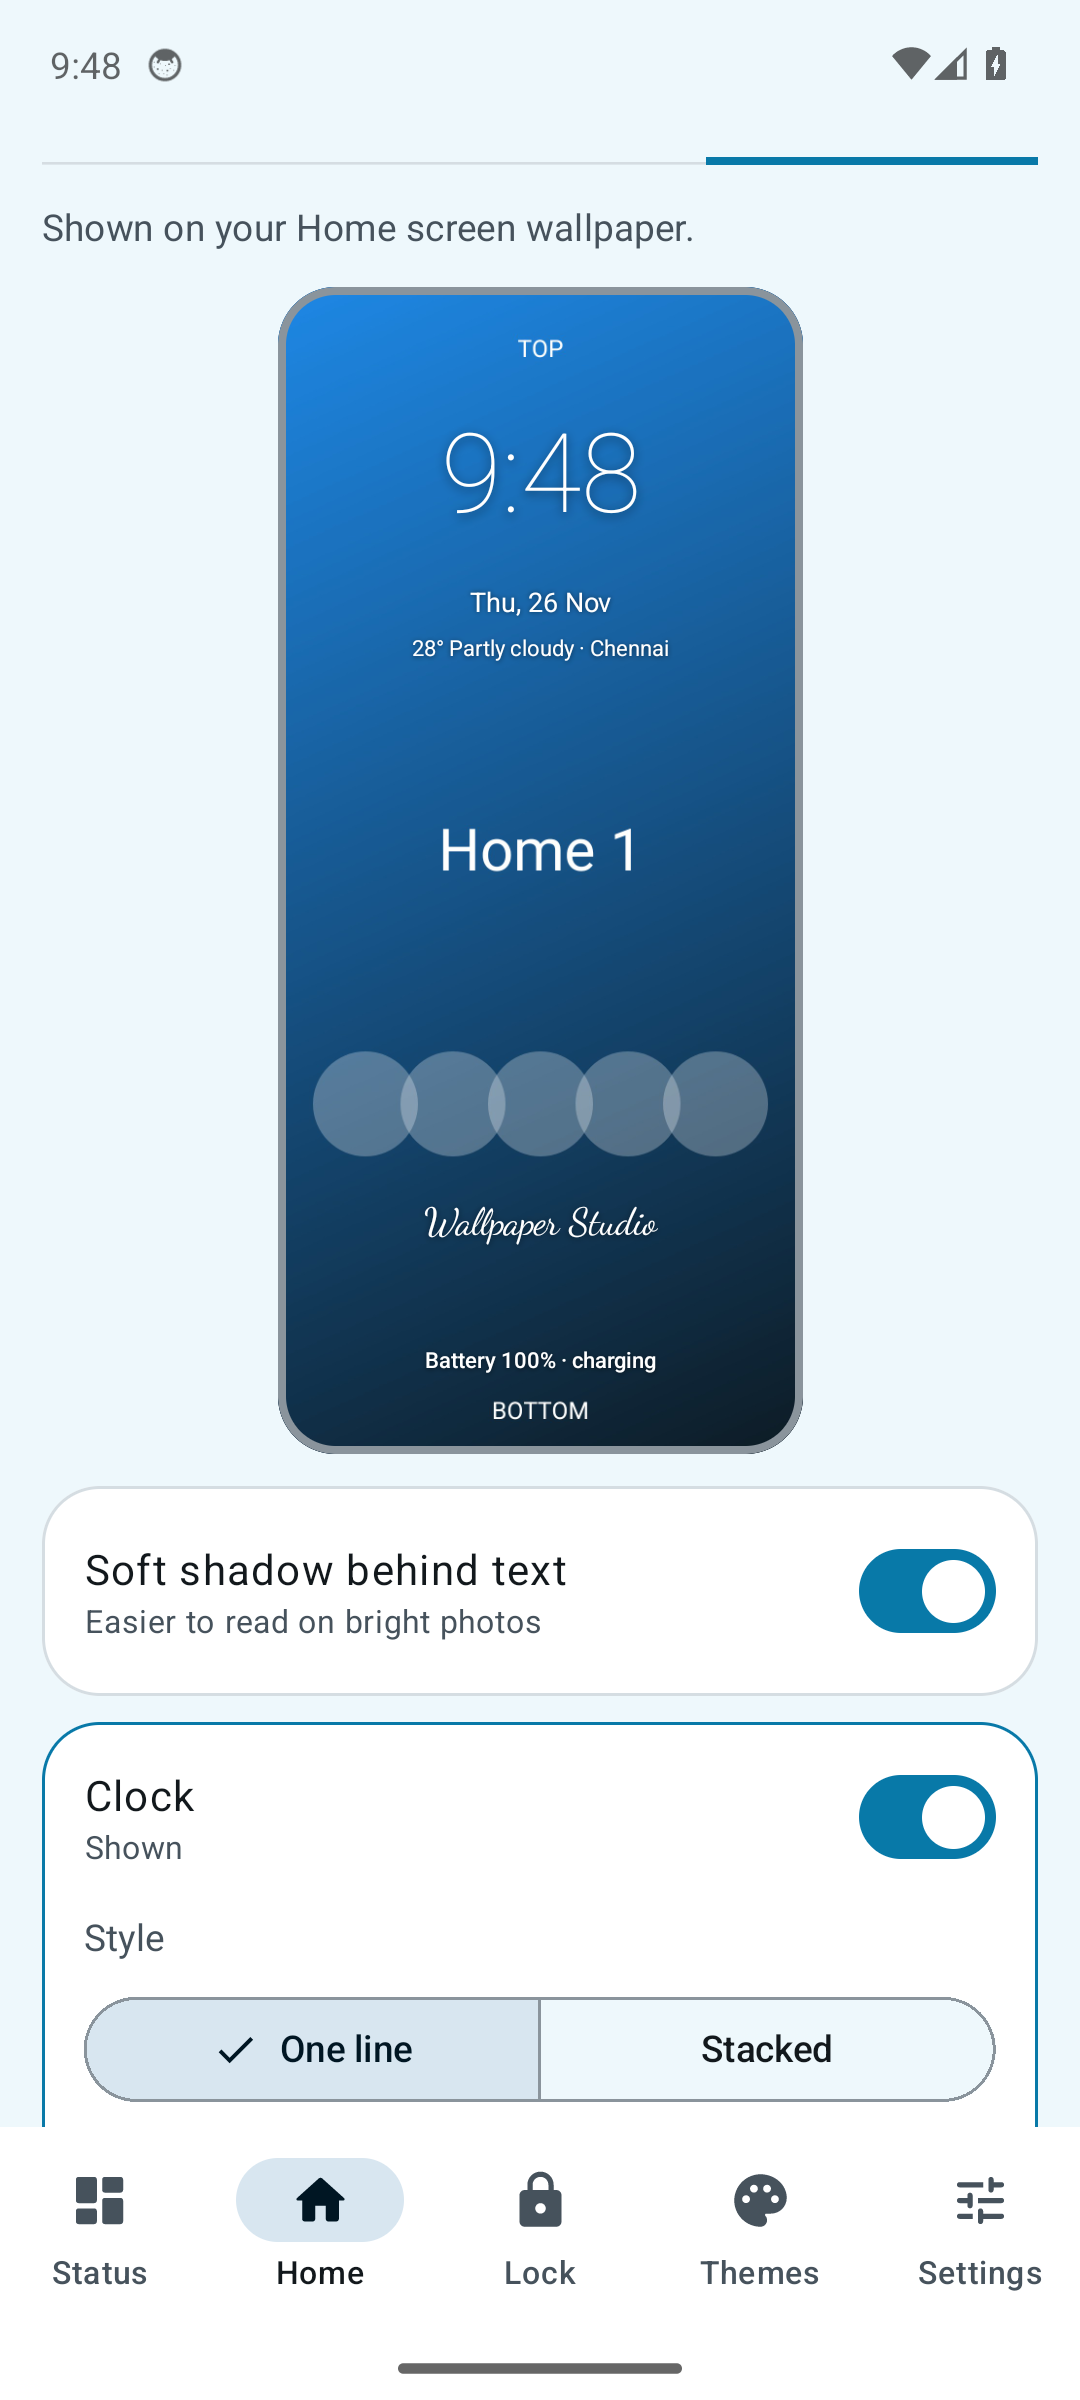 9:48
Shown on your Home screen wallpaper.
TOP
9:48
Thu, 26 Nov
28° Partly cloudy · Chennai
Home 1
Wallpaper Studio
Battery 100% · charging
BOTTOM
Soft shadow behind text
Easier to read on bright photos
Clock
Shown
Style
One line
Stacked
Status
Home
Lock
Themes
Settings